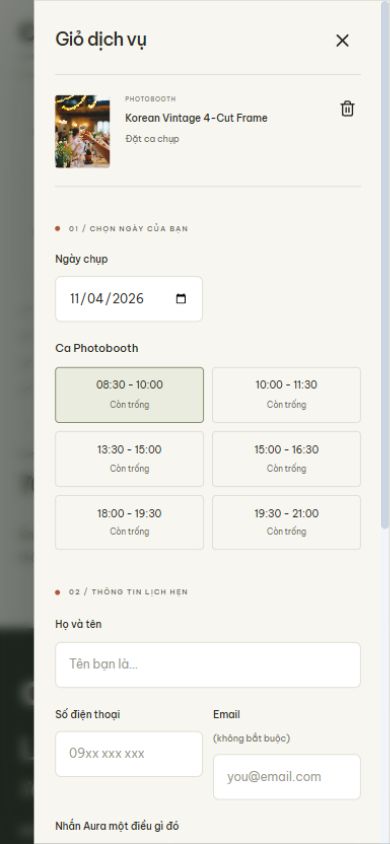 Giỏ dịch vụ
PHOTOBOOTH
Korean Vintage 4-Cut Frame
Đặt ca chụp
01 / CHỌN NGÀY CỦA BẠN
Ngày chụp
11/04/2026
Ca Photobooth
08:30 - 10:00
Còn trống
10:00 - 11:30
Còn trống
13:30 - 15:00
Còn trống
15:00 - 16:30
Còn trống
18:00 - 19:30
Còn trống
19:30 - 21:00
Còn trống
02 / THÔNG TIN LỊCH HẸN
Họ và tên
Tên bạn là...
Số điện thoại
09xx xxx xxx
Email
(không bắt buộc)
you@email.com
Nhắn Aura một điều gì đó